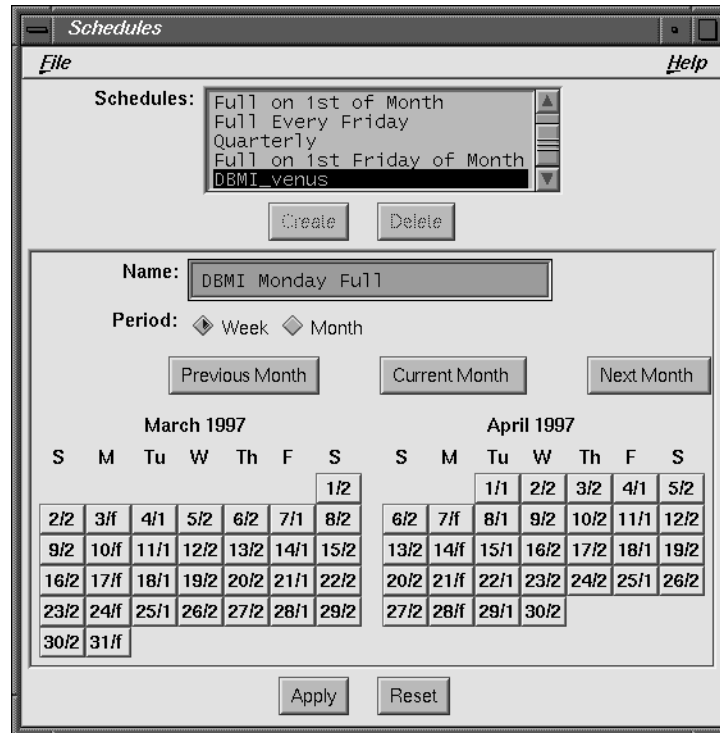 Schedules
File Help
Schedules:
Full on 1st of Month
Full Every Friday
Quarterly
Full on 1st Friday of Month
DBMI_venus
Create Delete
Name: DBMI Monday Full
Period: Week Month
Previous Month Current Month Next Month
March 1997 April 1997
S M Tu W Th F S S M Tu W Th F S
1/2 1/1 2/2 3/2 4/1 5/2
2/2 3/f 4/1 5/2 6/2 7/1 8/2 6/2 7/f 8/1 9/2 10/2 11/1 12/2
9/2 10/f 11/1 12/2 13/2 14/1 15/2 13/2 14/f 15/1 16/2 17/2 18/1 19/2
16/2 17/f 18/1 19/2 20/2 21/1 22/2 20/2 21/f 22/1 23/2 24/2 25/1 26/2
23/2 24/f 25/1 26/2 27/2 28/1 29/2 27/2 28/f 29/1 30/2
30/2 31/f
Apply Reset